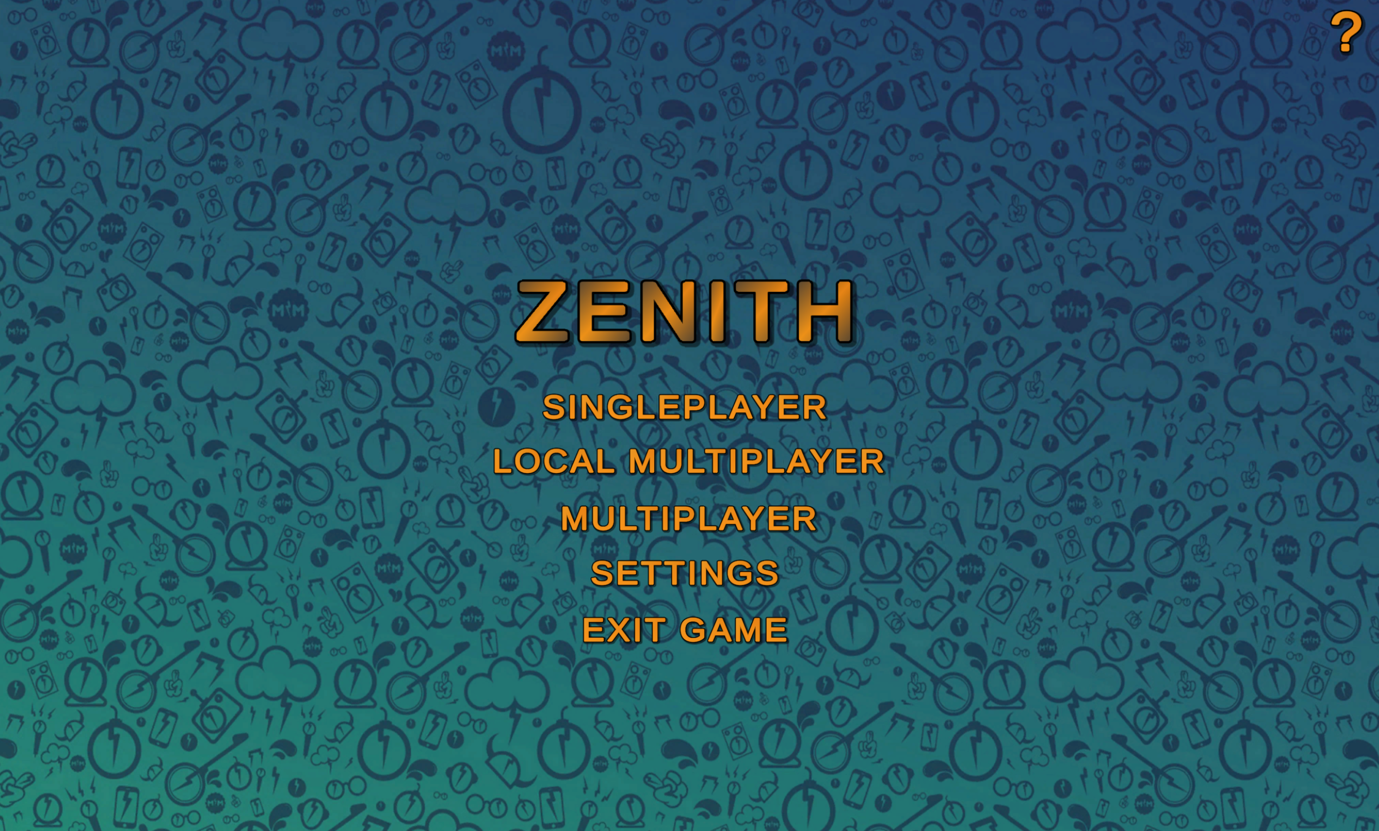 ?
ZENITH
SINGLEPLAYER
LOCAL MULTIPLAYER
MULTIPLAYER
SETTINGS
EXIT GAME